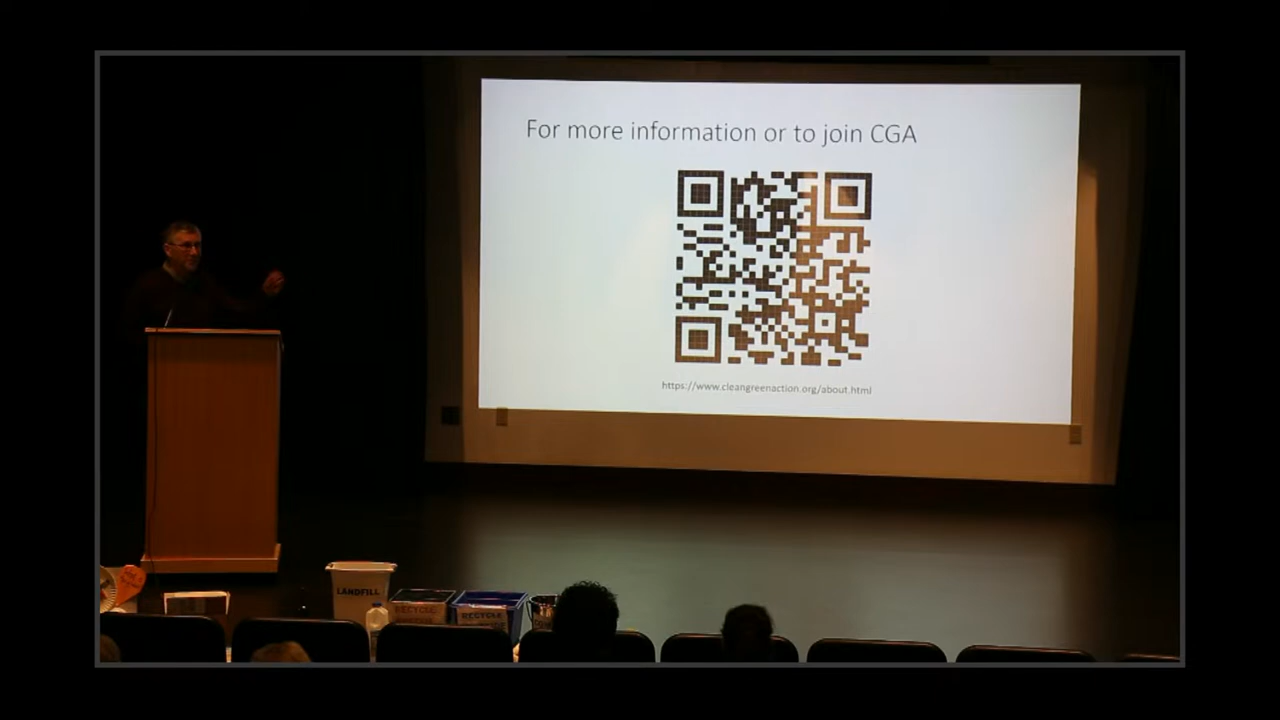 For more information or to join CGA
https://www.cleangreenaction.org/about.html
LANDFILL
RECYCLE
RECYCLE